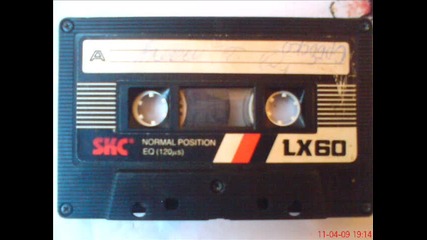 SKC NORMAL POSITION LX60
EQ (120µs)
11-04-09 19:14